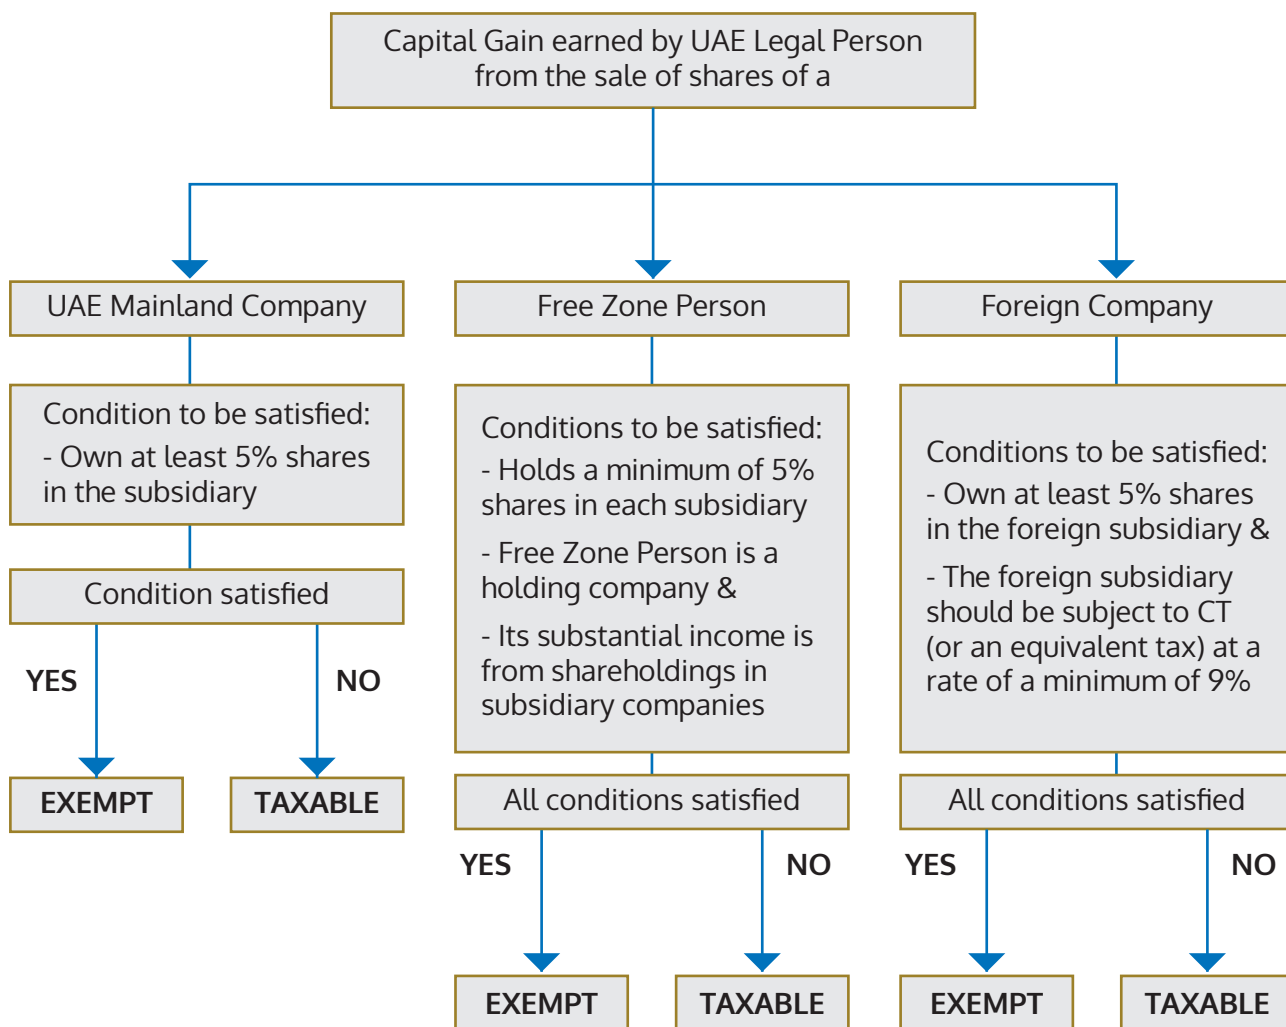 Capital Gain earned by UAE Legal Person
from the sale of shares of a
UAE Mainland Company
Condition to be satisfied:
- Own at least 5% shares
in the subsidiary
Condition satisfied
YES
NO
EXEMPT
TAXABLE
Free Zone Person
Conditions to be satisfied:
- Holds a minimum of 5%
shares in each subsidiary
- Free Zone Person is a
holding company &
- Its substantial income is
from shareholdings in
subsidiary companies
All conditions satisfied
YES
NO
EXEMPT
TAXABLE
Foreign Company
Conditions to be satisfied:
- Own at least 5% shares
in the foreign subsidiary &
- The foreign subsidiary
should be subject to CT
(or an equivalent tax) at a
rate of a minimum of 9%
All conditions satisfied
YES
NO
EXEMPT
TAXABLE